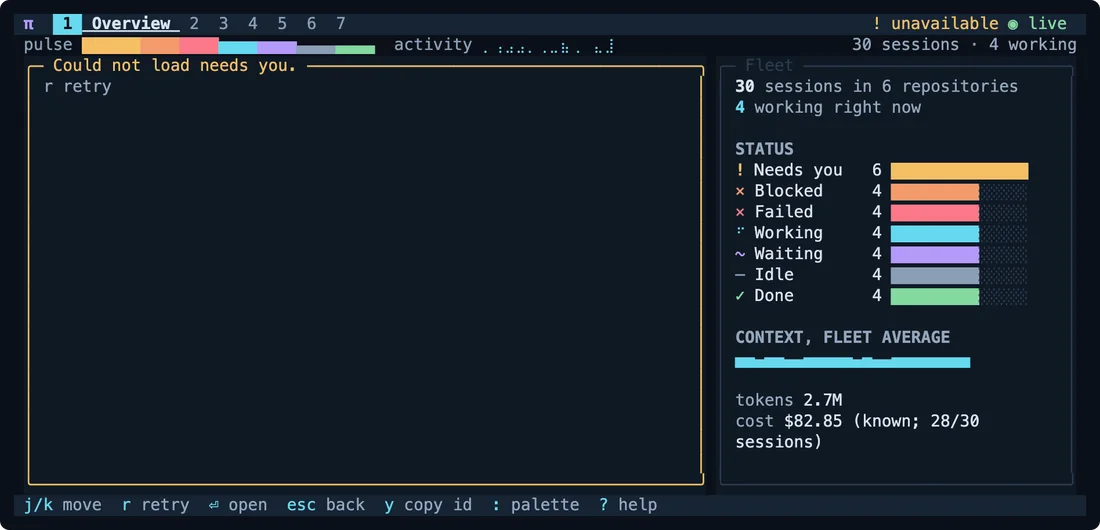 π 1 Overview 2 3 4 5 6 7 ! unavailable ◉ live
pulse activity 30 sessions · 4 working
Could not load needs you.
r retry
Fleet
30 sessions in 6 repositories
4 working right now
STATUS
! Needs you 6
× Blocked 4
× Failed 4
Working 4
~ Waiting 4
— Idle 4
✓ Done 4
CONTEXT, FLEET AVERAGE
tokens 2.7M
cost $82.85 (known; 28/30
sessions)
j/k move r retry ⏎ open esc back y copy id : palette ? help